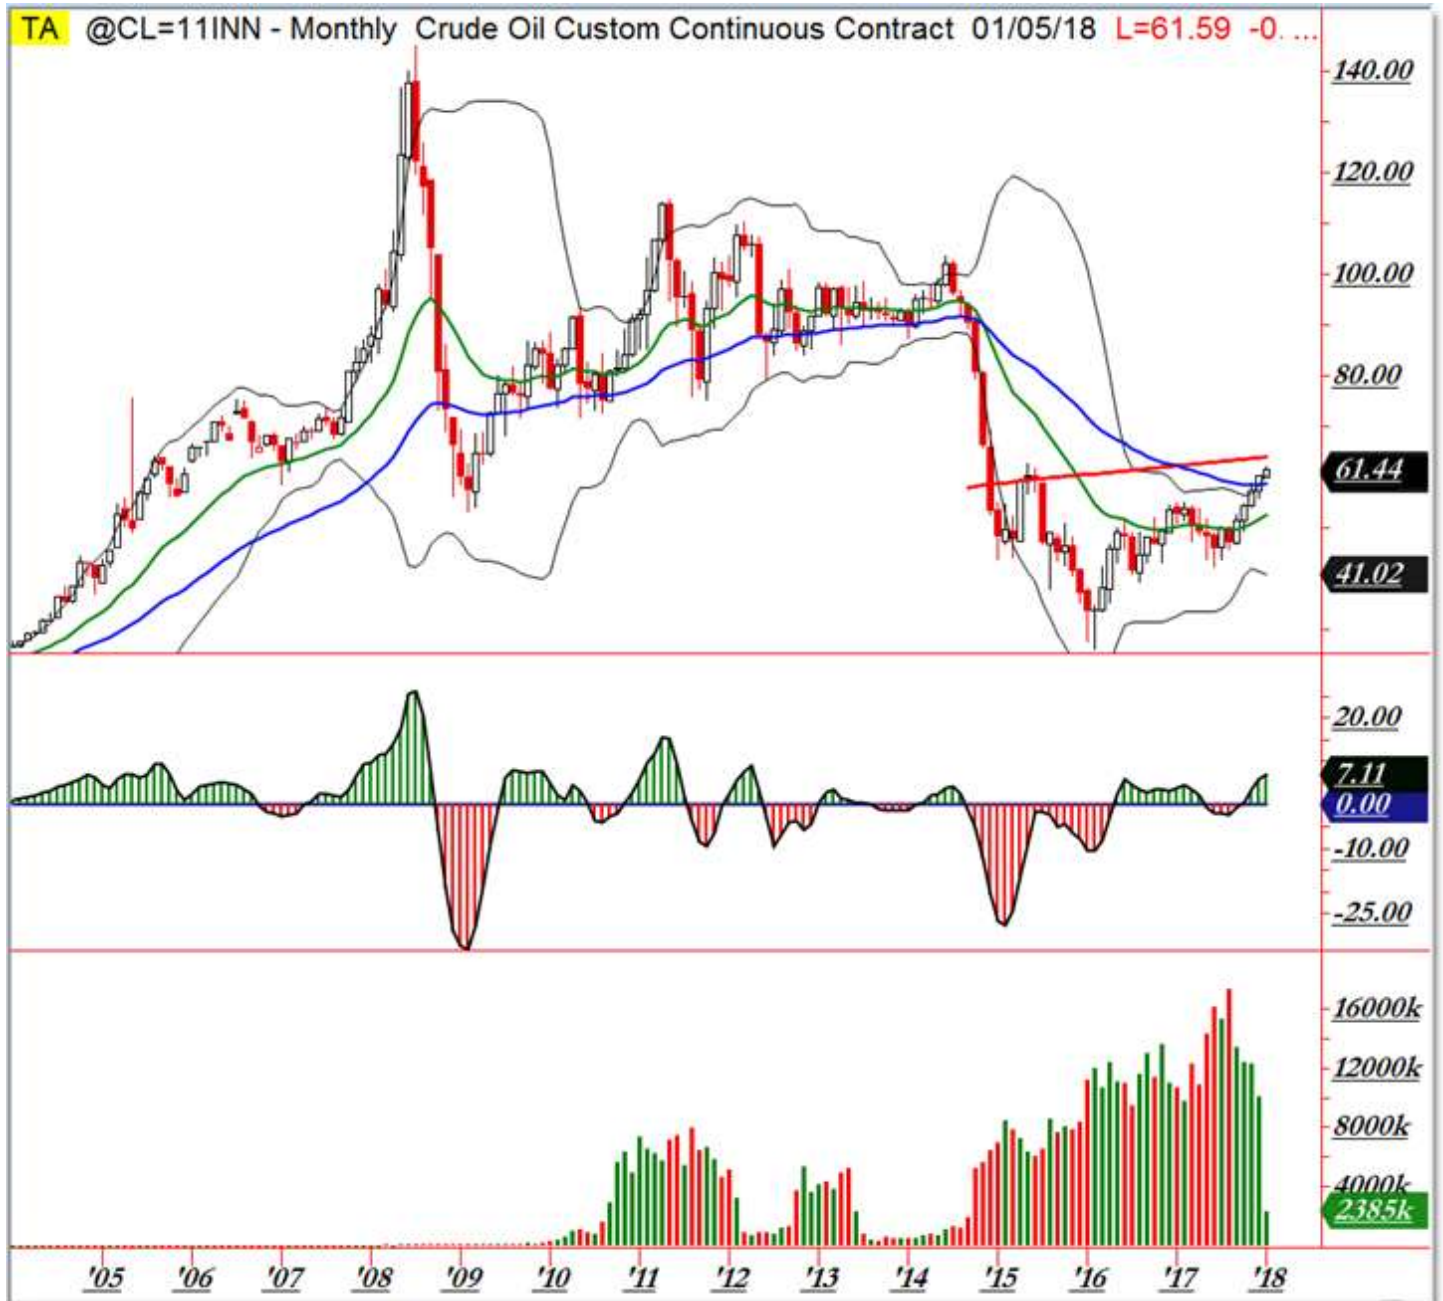 TA @CL=11INN - Monthly Crude Oil Custom Continuous Contract 01/05/18 L=61.59 -0. ...
140.00
120.00
100.00
80.00
61.44
41.02
20.00
7.11
0.00
-10.00
-25.00
16000k
12000k
8000k
4000k
2385k
'05 '06 '07 '08 '09 '10 '11 '12 '13 '14 '15 '16 '17 '18